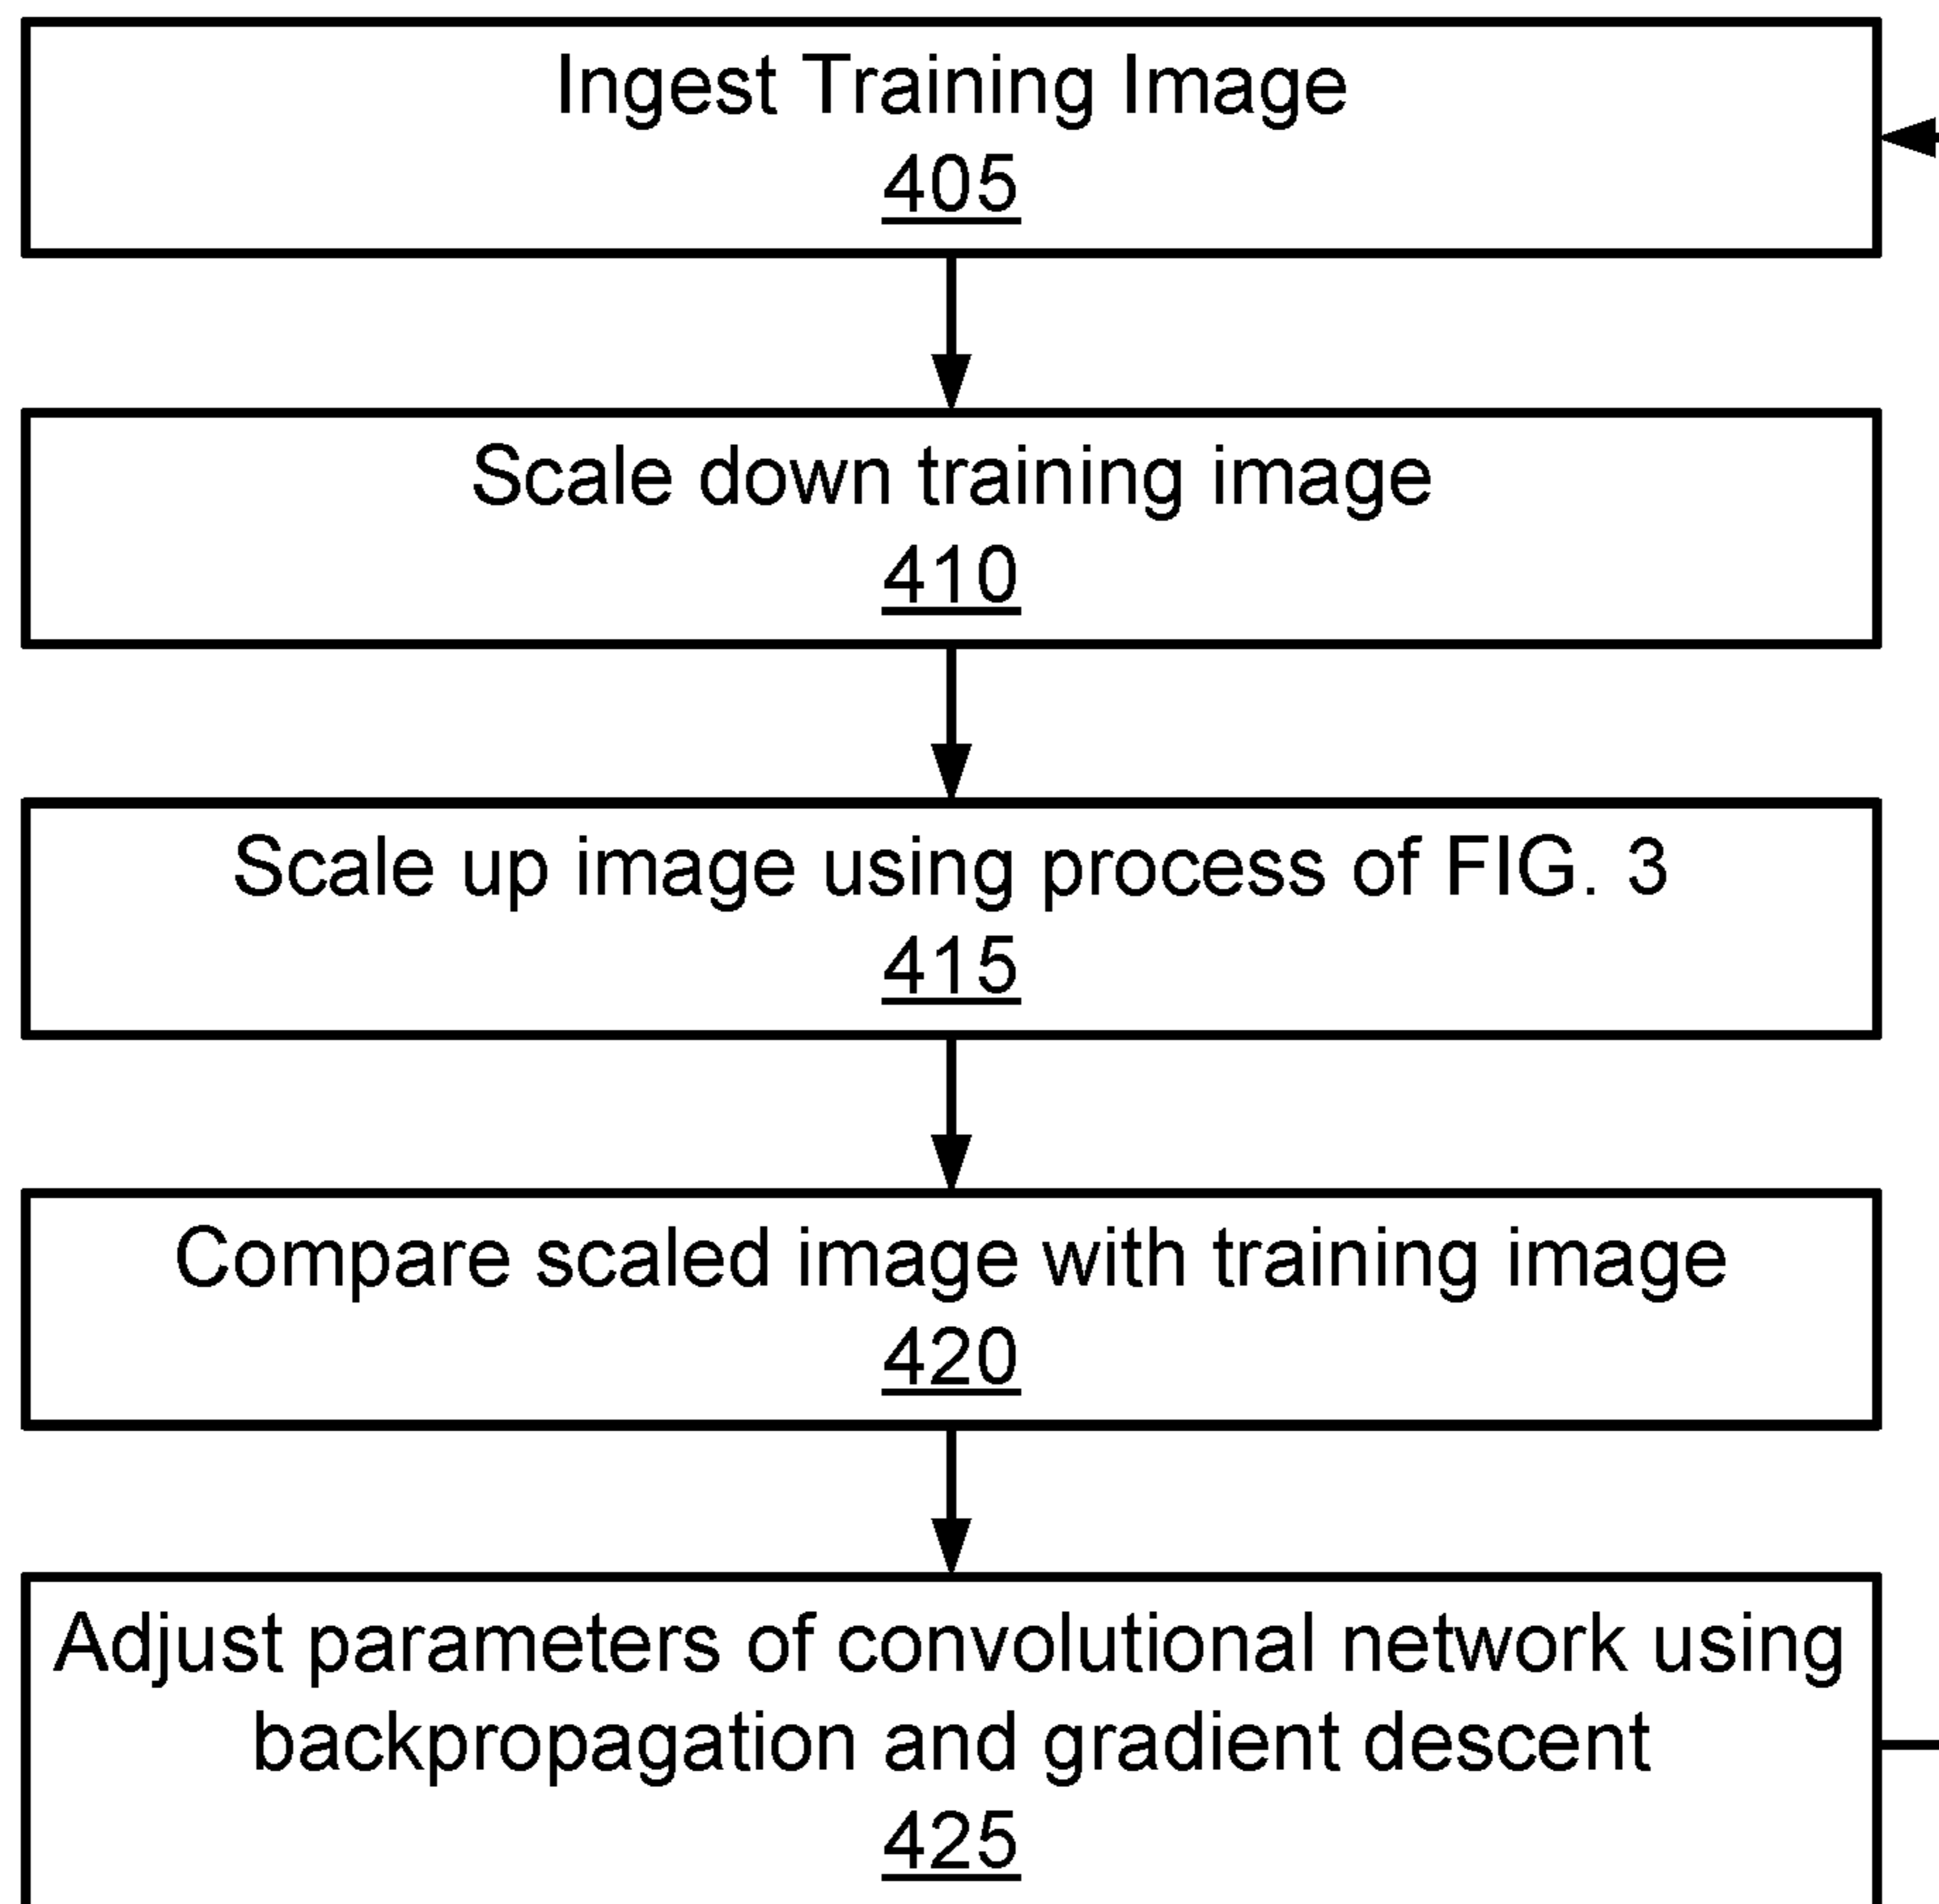 Ingest Training Image
405
Scale down training image
410
Scale up image using process of FIG. 3
415
Compare scaled image with training image
420
Adjust parameters of convolutional network using
backpropagation and gradient descent
425